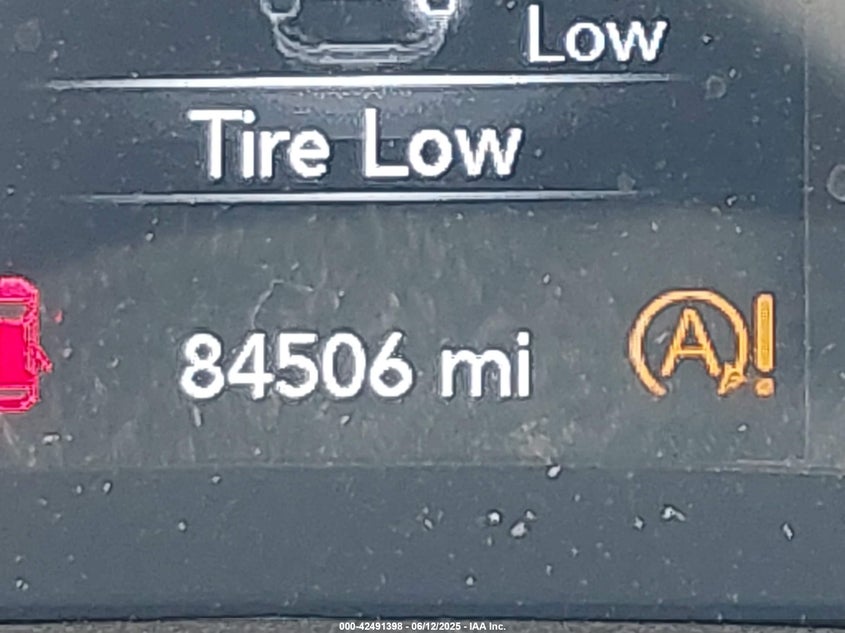 Low
Tire Low
84506 mi
A!
000-42491398 - 06/12/2025 - IAA Inc.